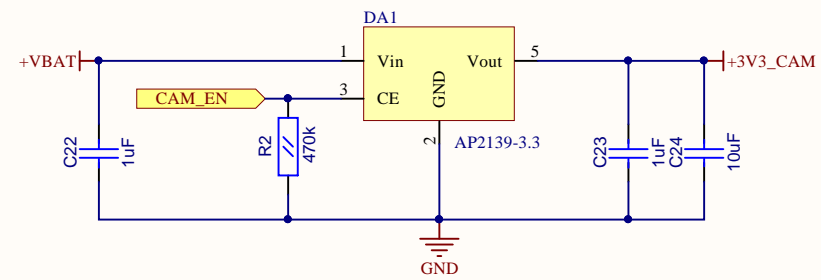 DA1
+VBAT
1
Vin
Vout
5
+3V3_CAM
CAM_EN
3
CE
GND
2
AP2139-3.3
C22
1uF
R2
470k
C23
1uF
C24
10uF
GND